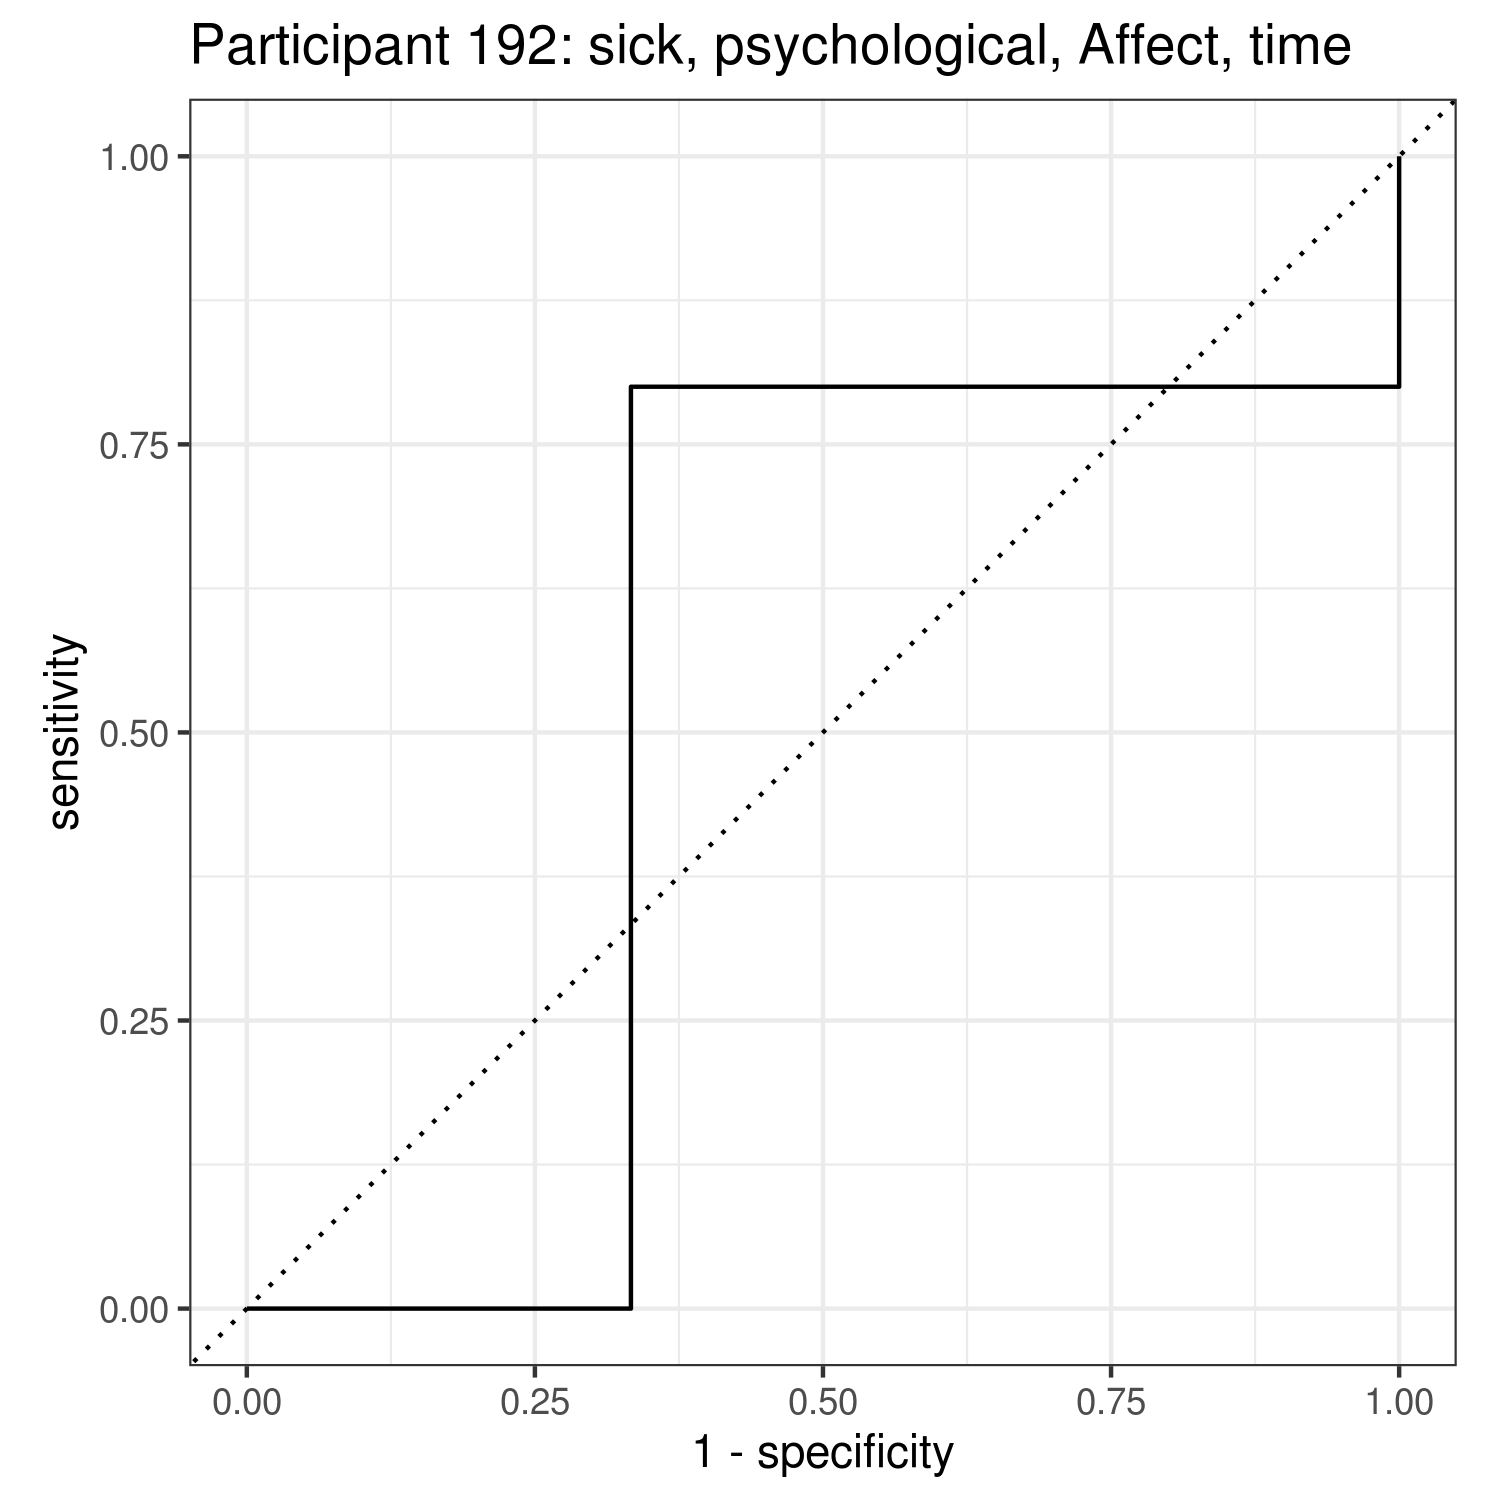 Participant 192: sick, psychological, Affect, time
1.00
0.75
0.50
0.25
0.00
sensitivity
0.00 0.25 0.50 0.75 1.00
1 - specificity